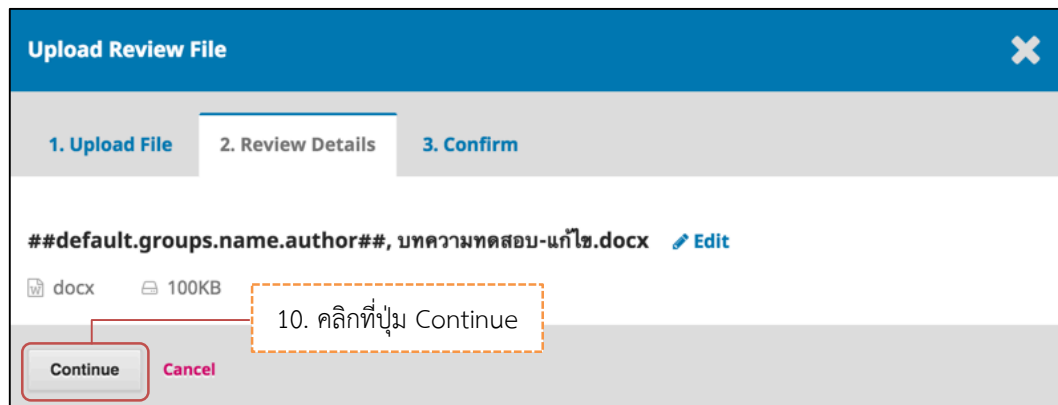 Upload Review File
1. Upload File 2. Review Details 3. Confirm
##default.groups.name.author##, บทความทดสอบ-แก้ไข.docx Edit
docx 100KB
10. คลิกที่ปุ่ม Continue
Continue Cancel